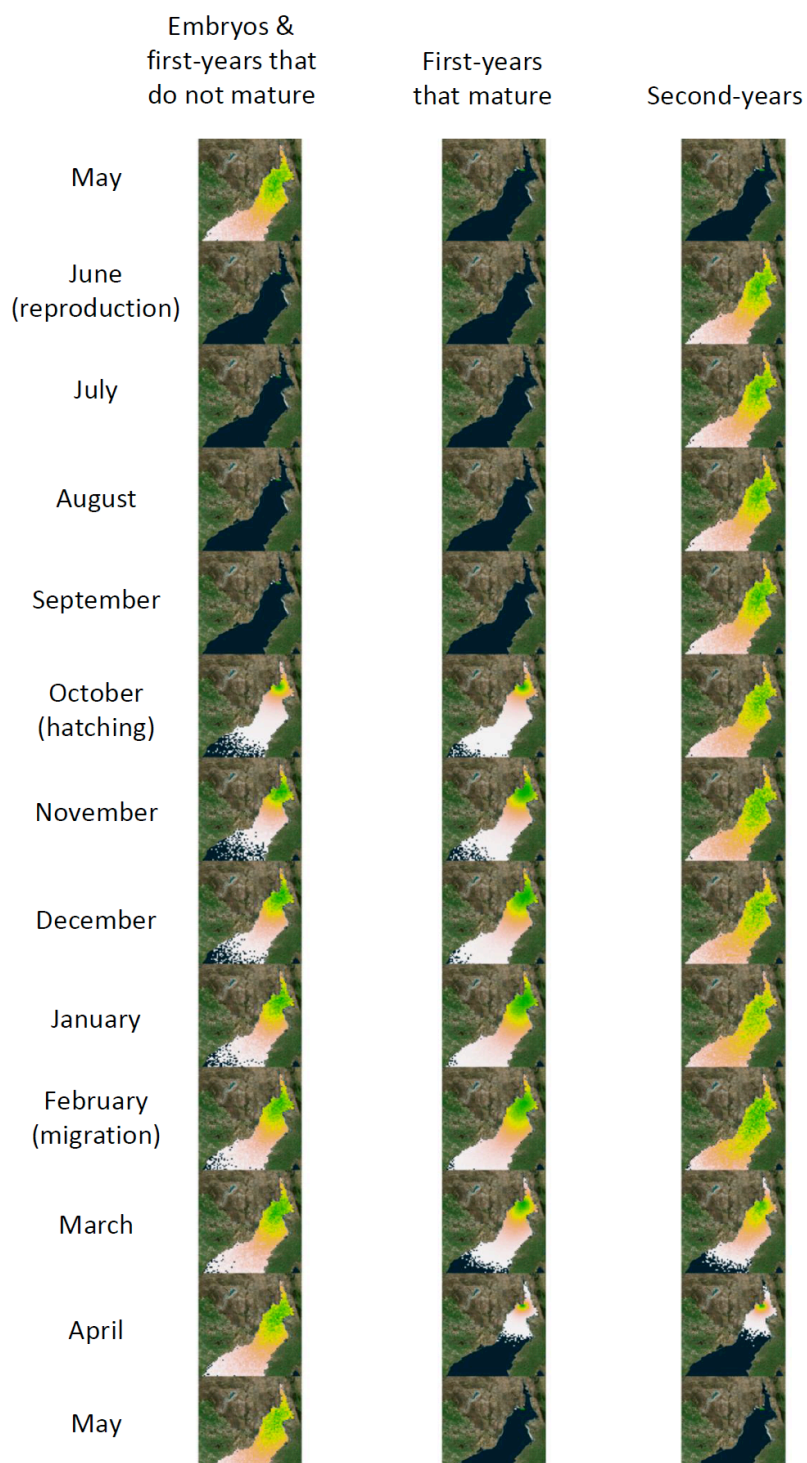 Embryos &
first-years that
do not mature
First-years
that mature
Second-years
May
June
(reproduction)
July
August
September
October
(hatching)
November
December
January
February
(migration)
March
April
May